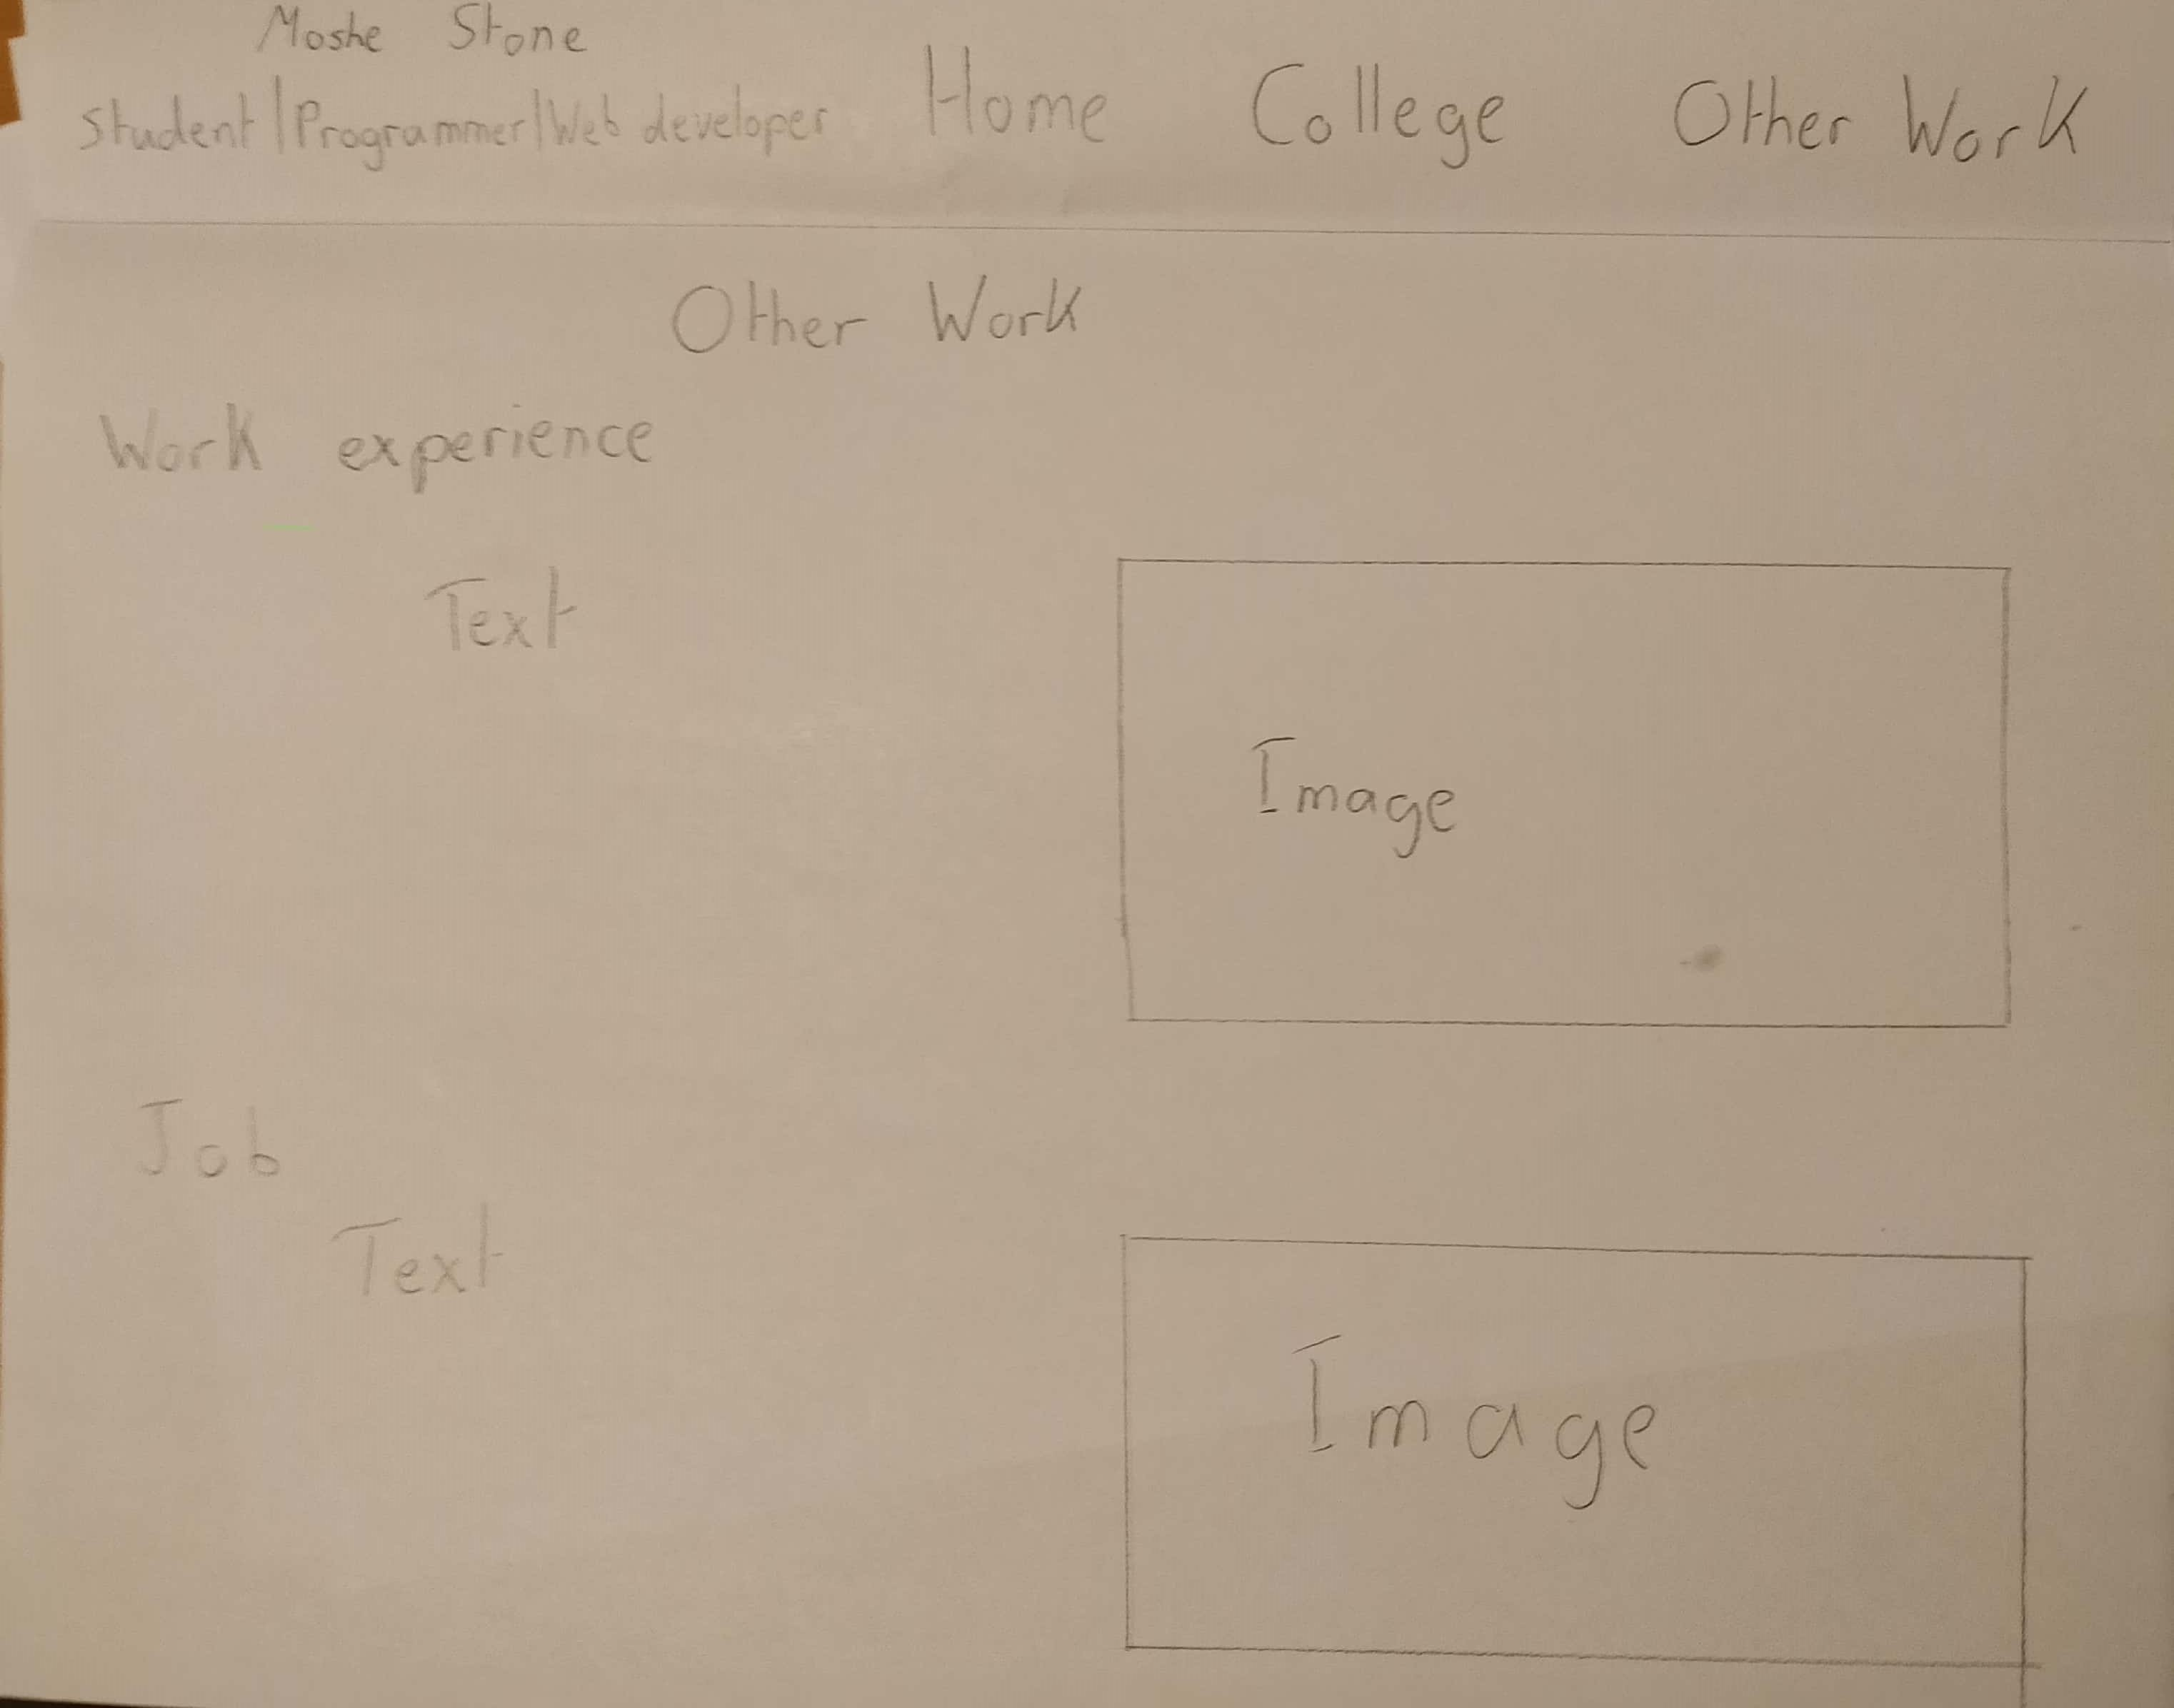 Moshe Stone
Student|Programmer|Web developer Home College Other Work
Other Work
Work experience
Text
Image
Job
Text
Image